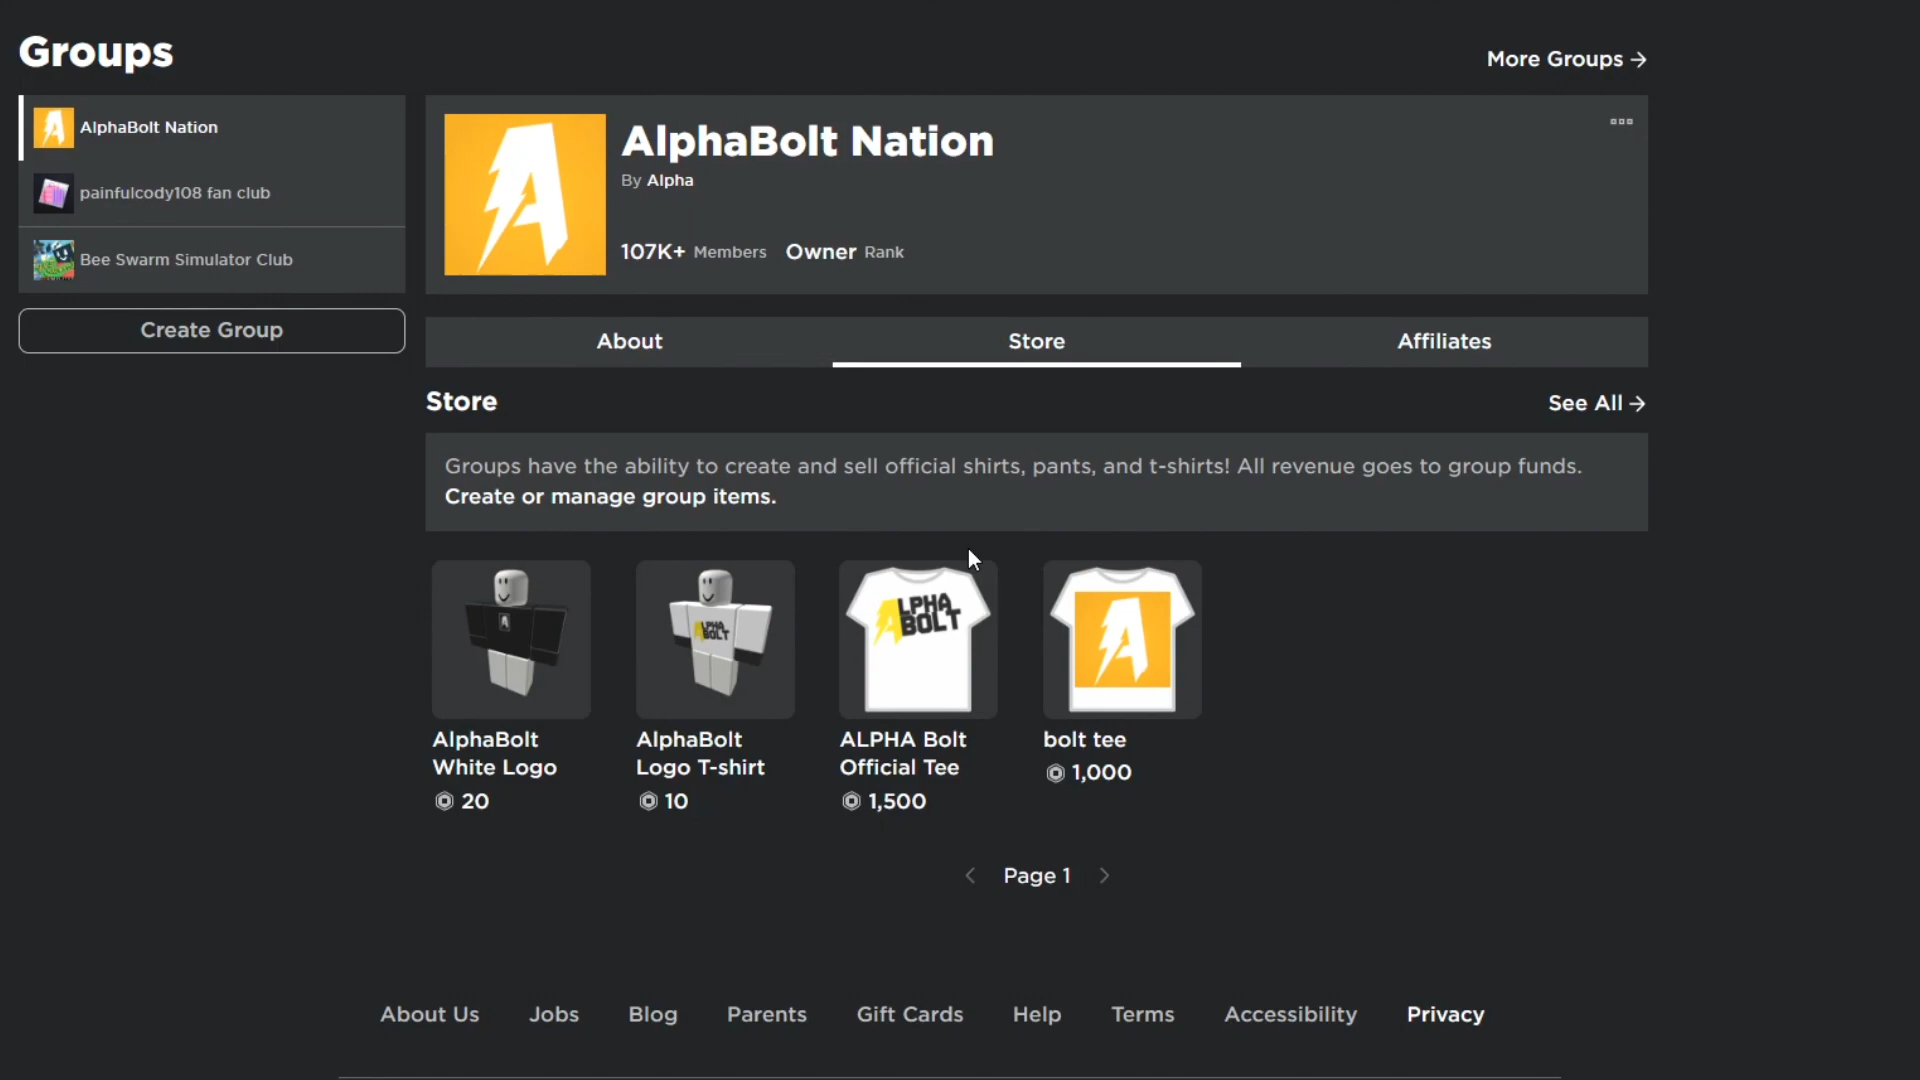 Groups
More Groups →
AlphaBolt Nation
painfulcody108 fan club
Bee Swarm Simulator Club
Create Group
AlphaBolt Nation
By Alpha
107K+ Members Owner Rank
About Store Affiliates
Store
See All →
Groups have the ability to create and sell official shirts, pants, and t-shirts! All revenue goes to group funds.
Create or manage group items.
ALPHA
BOLT
ALPHA
BOLT
AlphaBolt
White Logo
20
AlphaBolt
Logo T-shirt
10
ALPHA Bolt
Official Tee
1,500
bolt tee
1,000
Page 1
About Us Jobs Blog Parents Gift Cards Help Terms Accessibility Privacy